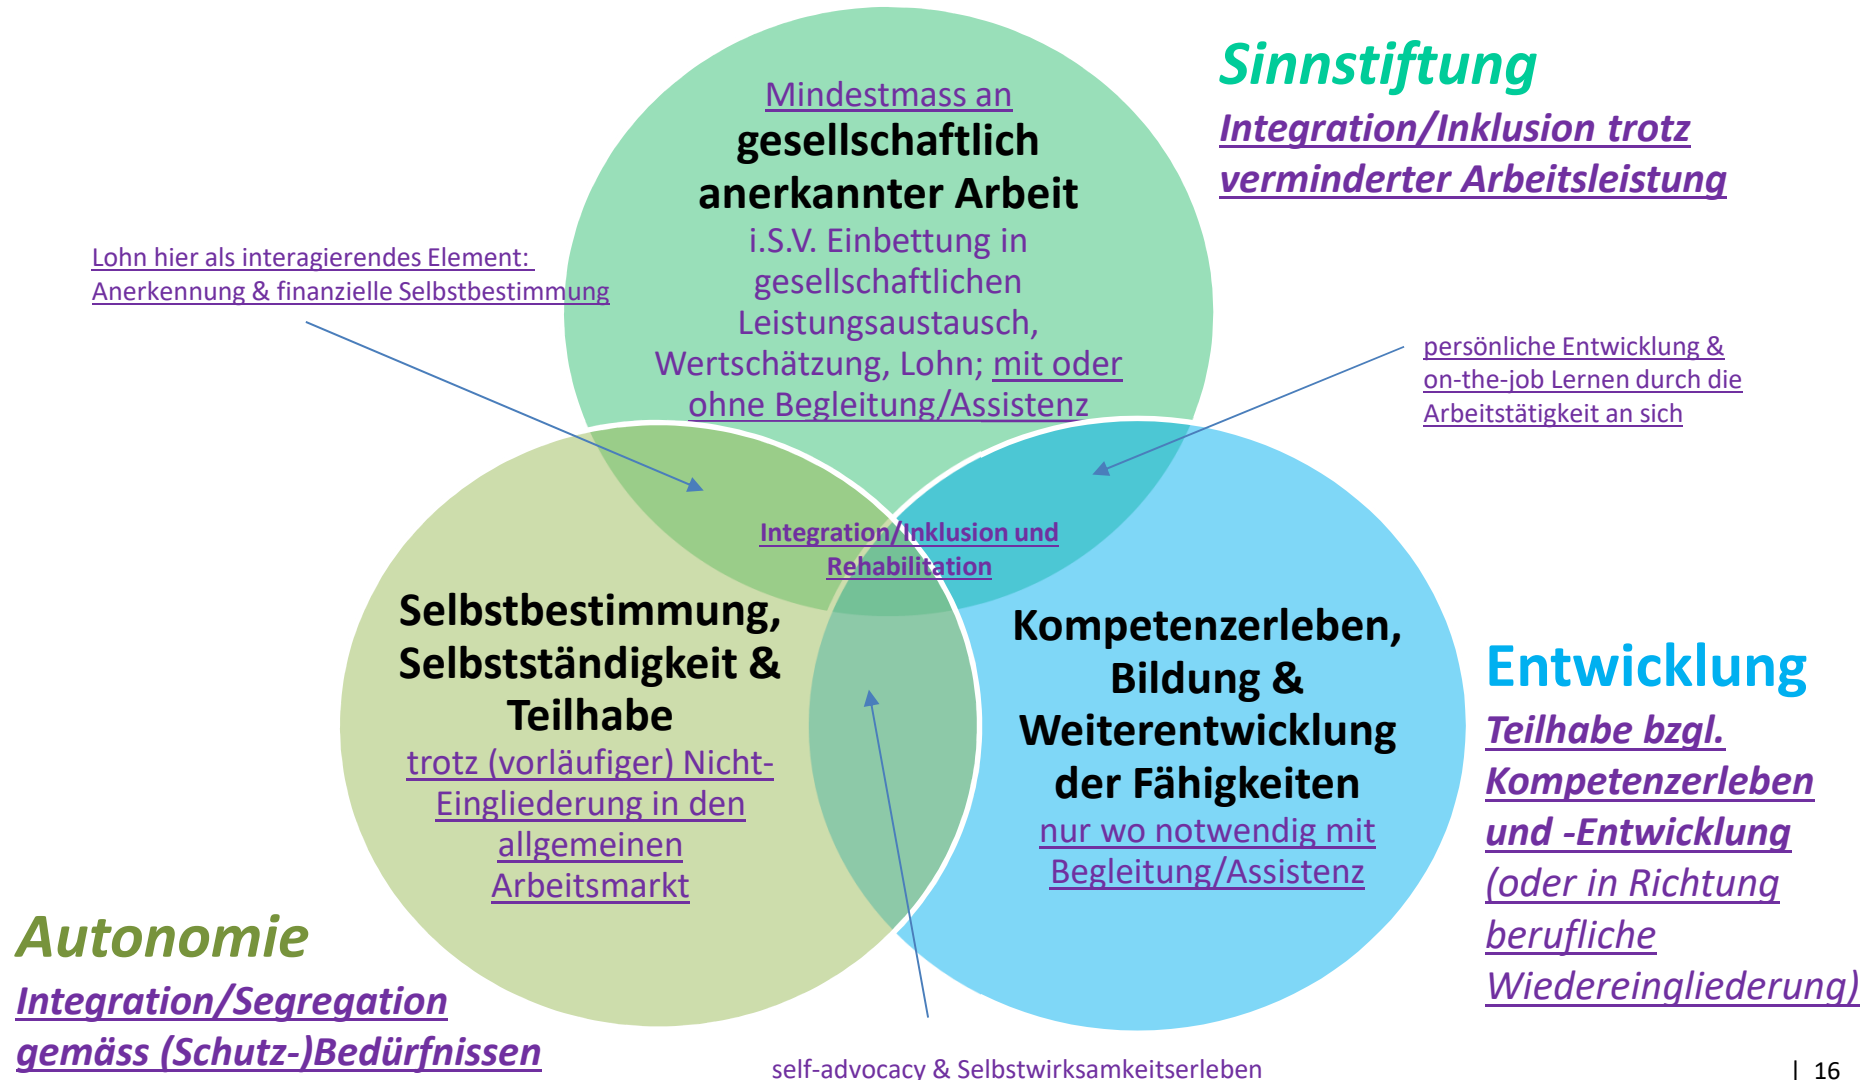 Sinnstiftung
Integration/Inklusion trotz
verminderter Arbeitsleistung
Mindestmass an
gesellschaftlich
anerkannter Arbeit
i.S.V. Einbettung in
gesellschaftlichen
Leistungsaustausch,
Wertschätzung, Lohn; mit oder
ohne Begleitung/Assistenz
Lohn hier als interagierendes Element:
Anerkennung & finanzielle Selbstbestimmung
persönliche Entwicklung &
on-the-job Lernen durch die
Arbeitstätigkeit an sich
Integration/Inklusion und
Rehabilitation
Selbstbestimmung,
Selbstständigkeit &
Teilhabe
trotz (vorläufiger) Nicht-
Eingliederung in den
allgemeinen
Arbeitsmarkt
Kompetenzerleben,
Bildung &
Weiterentwicklung
der Fähigkeiten
nur wo notwendig mit
Begleitung/Assistenz
Entwicklung
Teilhabe bzgl.
Kompetenzerleben
und -Entwicklung
(oder in Richtung
berufliche
Wiedereingliederung)
Autonomie
Integration/Segregation
gemäss (Schutz-)Bedürfnissen
self-advocacy & Selbstwirksamkeitserleben
| 16